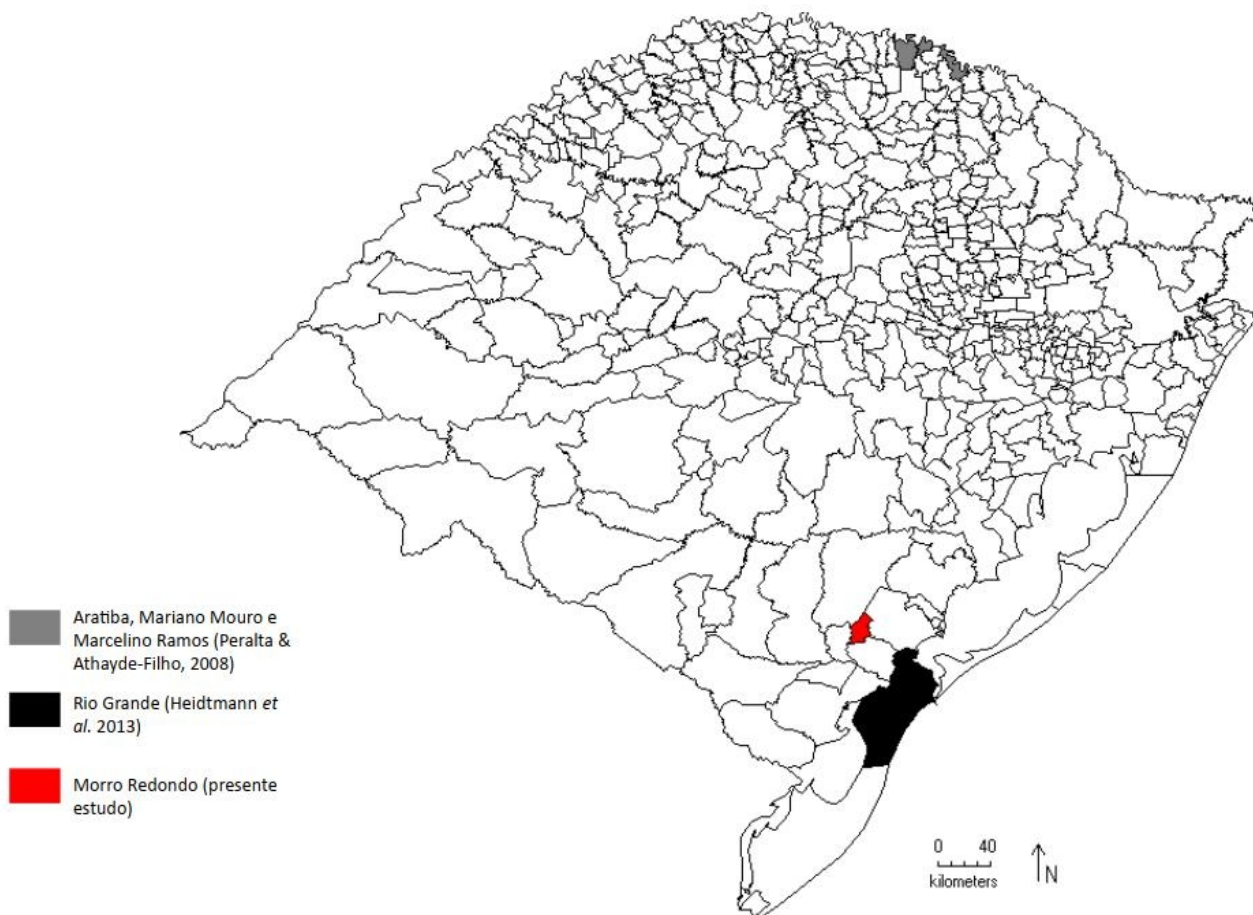 Aratiba, Mariano Mouro e
Marcelino Ramos (Peralta &
Athayde-Filho, 2008)
Rio Grande (Heidtmann et
al. 2013)
Morro Redondo (presente
estudo)
0 40
kilometers
N